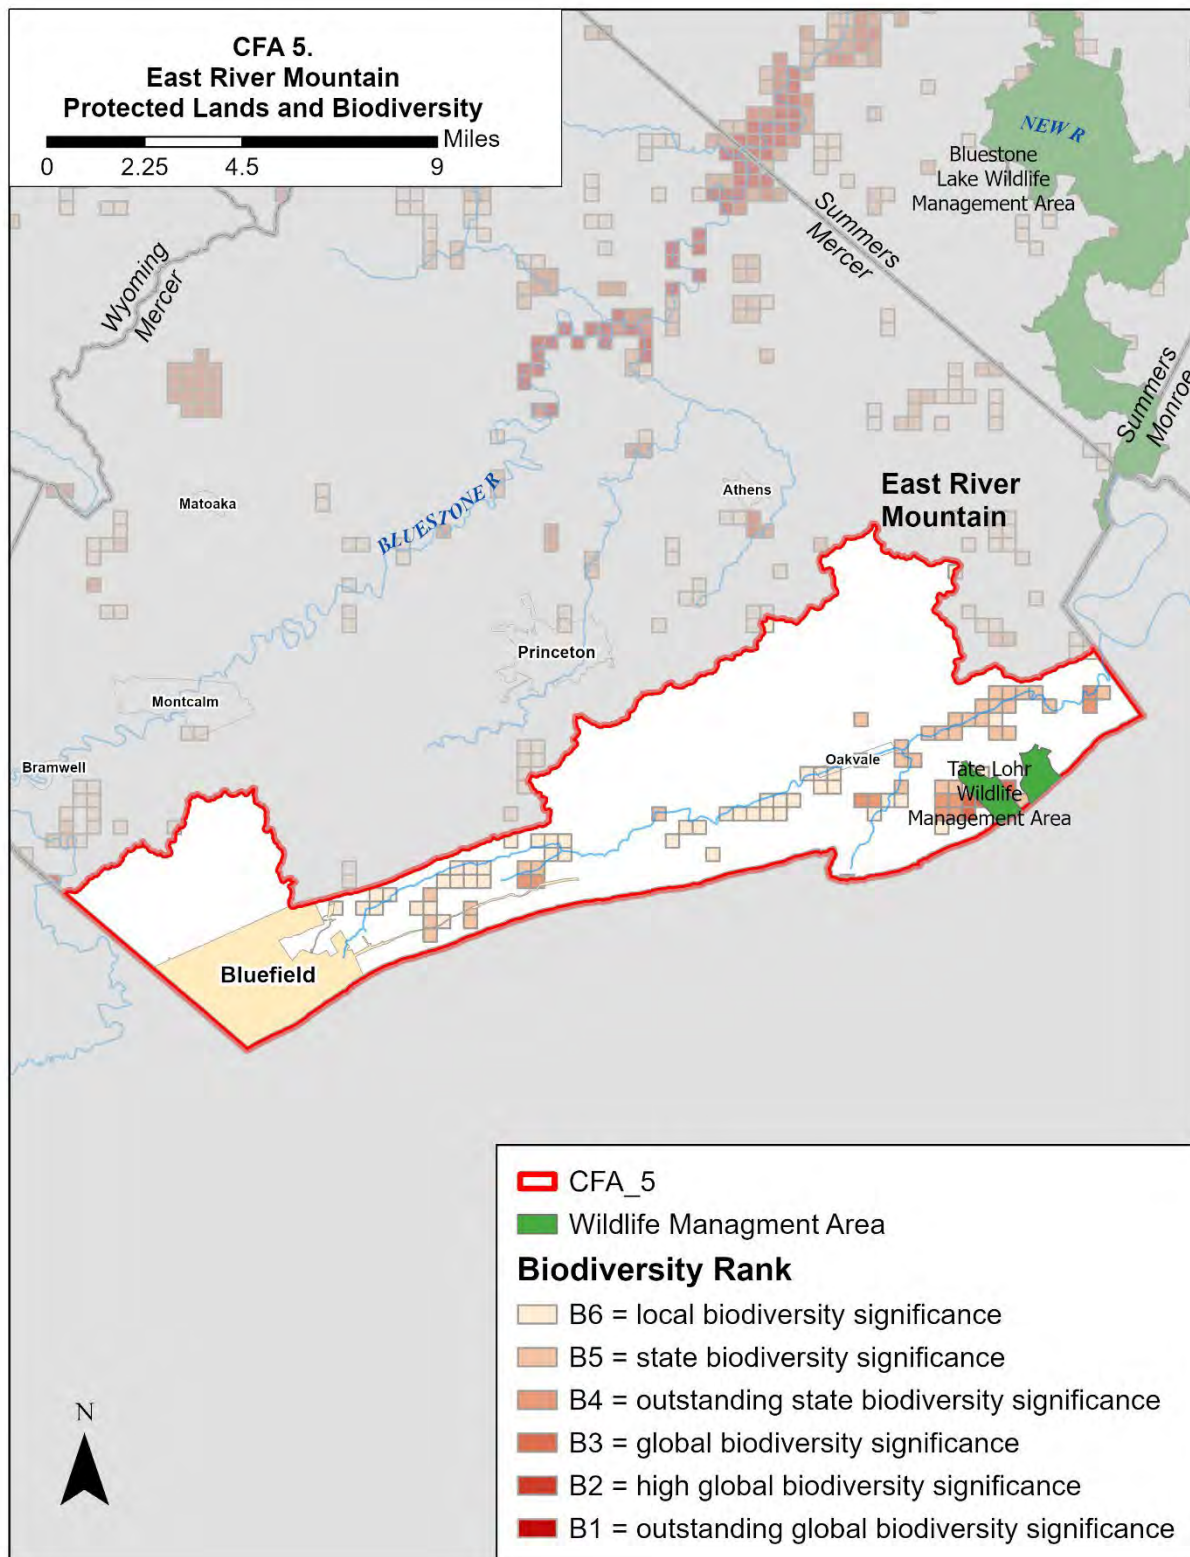 CFA 5.
East River Mountain
Protected Lands and Biodiversity
Miles
0 2.25 4.5 9
NEW R
Bluestone
Lake Wildlife
Management Area
Summers
Mercer
Wyoming
Mercer
Summers
Monroe
BLUESTONE R
Matoaka
Athens
East River
Mountain
Princeton
Montcalm
Bramwell
Oakvale
Tate Lohr
Wildlife
Management Area
Bluefield
CFA_5
Wildlife Managment Area
Biodiversity Rank
B6 = local biodiversity significance
B5 = state biodiversity significance
B4 = outstanding state biodiversity significance
B3 = global biodiversity significance
B2 = high global biodiversity significance
B1 = outstanding global biodiversity significance
N